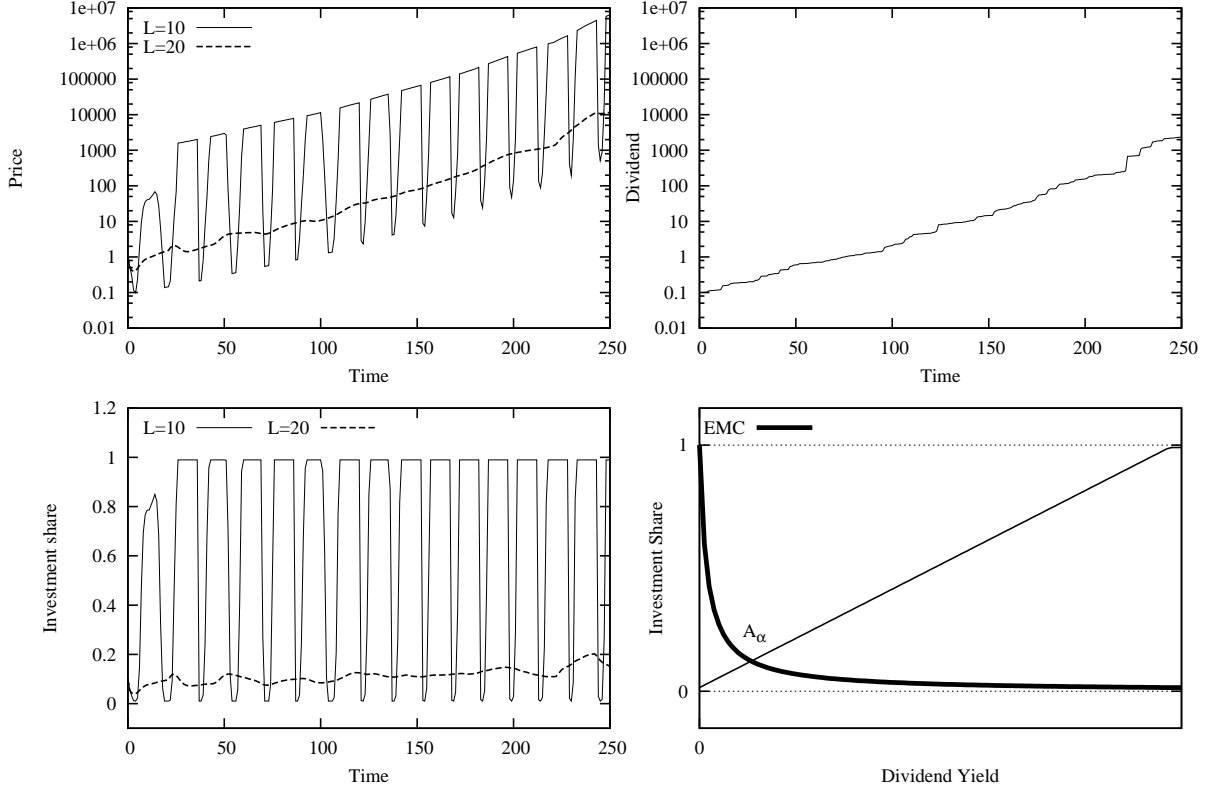 1e+07
1e+06
100000
10000
1000
100
10
1
0.1
0.01
Price
L=10
L=20
0 50 100 150 200 250
Time
1e+07
1e+06
100000
10000
1000
100
10
1
0.1
0.01
Dividend
0 50 100 150 200 250
Time
1.2
1
0.8
0.6
0.4
0.2
0
Investment share
L=10 L=20
0 50 100 150 200 250
Time
EMC
1
0
Investment Share
Aα
0
Dividend Yield